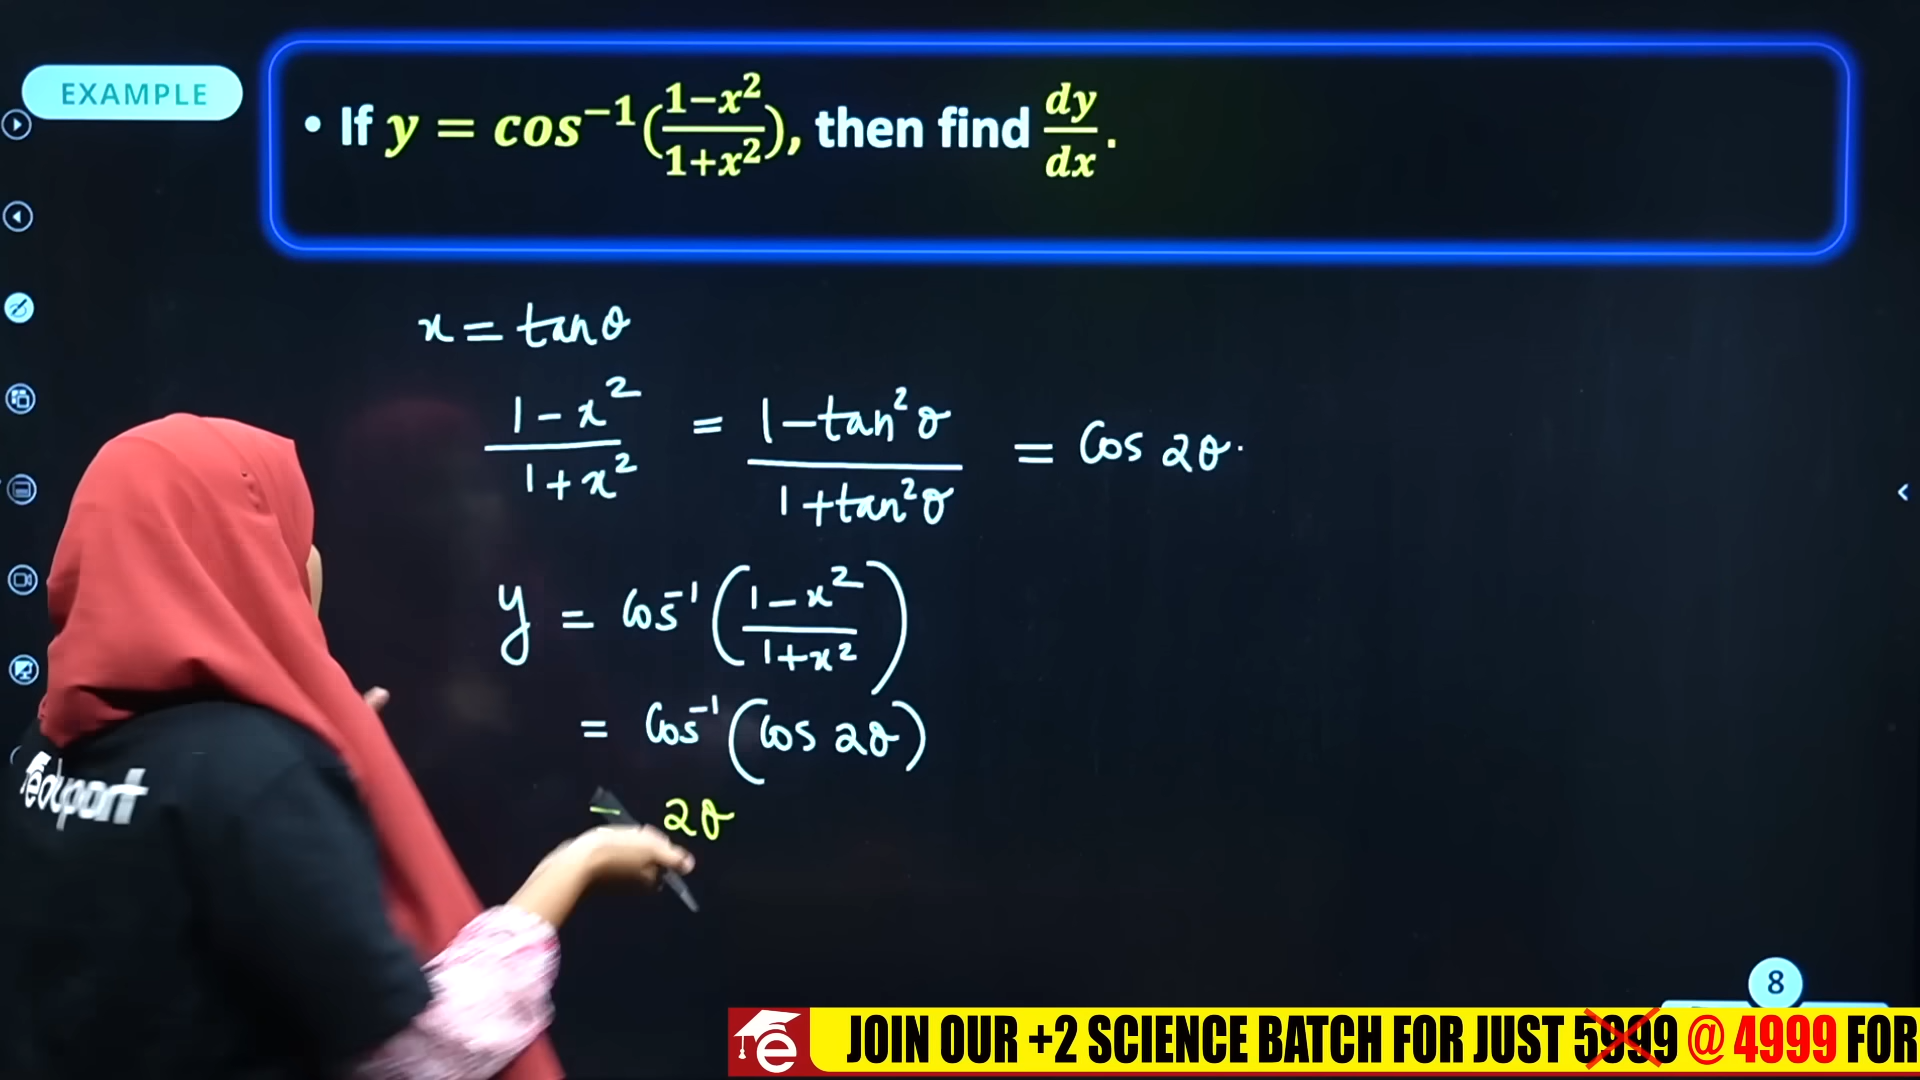 EXAMPLE
• If y = cos⁻¹((1−x²)/(1+x²)), then find dy/dx.
x = tanθ
(1−x²)/(1+x²) = (1−tan²θ)/(1+tan²θ) = Cos 2θ.
y = Cos⁻¹((1−x²)/(1+x²))
= Cos⁻¹(Cos 2θ)
= 2θ
eduport
8
e JOIN OUR +2 SCIENCE BATCH FOR JUST 5999 @ 4999 FOR